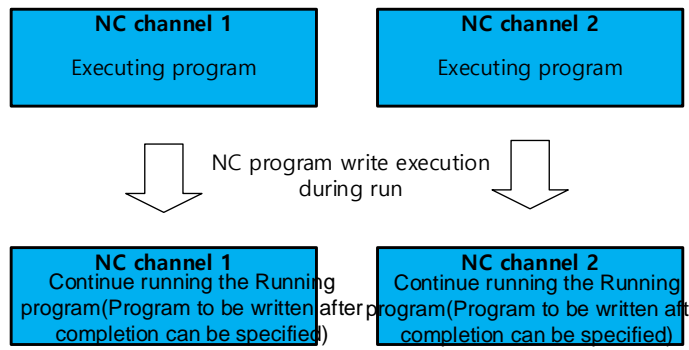 NC channel 1
Executing program
NC channel 2
Executing program
NC program write execution
during run
NC channel 1
Continue running the Running
program(Program to be written after
completion can be specified)
NC channel 2
Continue running the Running
program(Program to be written aft
completion can be specified)